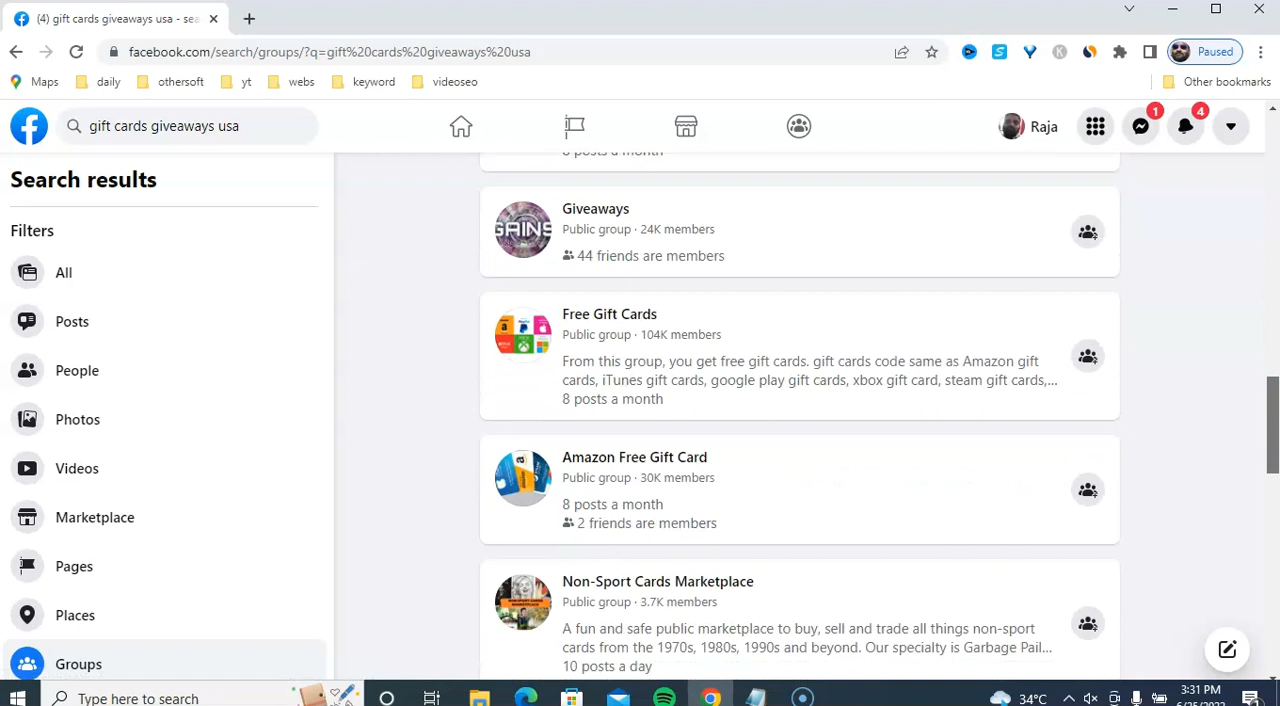 (4) gift cards giveaways usa - sea
facebook.com/search/groups/?q=gift%20cards%20giveaways%20usa
Paused
Maps
daily
othersoft
yt
webs
keyword
videoseo
Other bookmarks
gift cards giveaways usa
Raja
1
4
Search results
Filters
All
Posts
People
Photos
Videos
Marketplace
Pages
Places
Groups
8 posts a month
GAINS
Giveaways
Public group · 24K members
44 friends are members
Free Gift Cards
Public group · 104K members
From this group, you get free gift cards. gift cards code same as Amazon gift
cards, iTunes gift cards, google play gift cards, xbox gift card, steam gift cards,...
8 posts a month
Amazon Free Gift Card
Public group · 30K members
8 posts a month
2 friends are members
Non-Sport Cards Marketplace
Public group · 3.7K members
A fun and safe public marketplace to buy, sell and trade all things non-sport
cards from the 1970s, 1980s, 1990s and beyond. Our specialty is Garbage Pail...
10 posts a day
Type here to search
34°C
3:31 PM